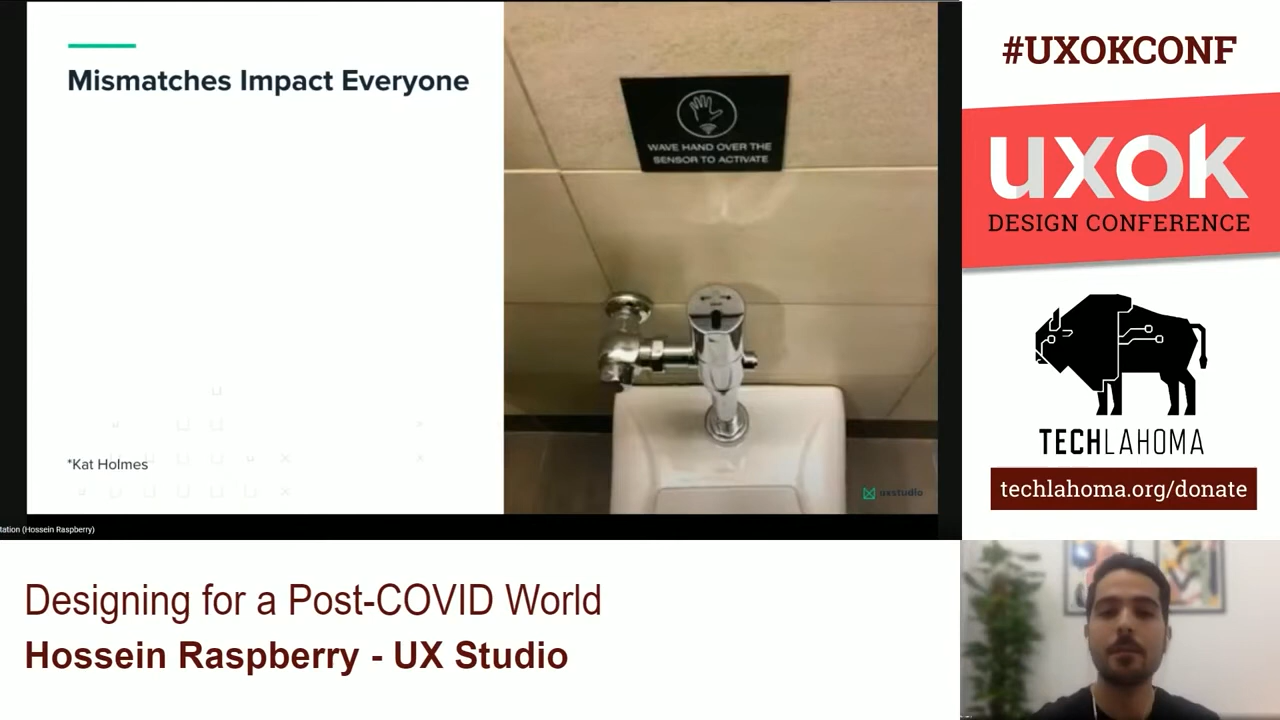 Mismatches Impact Everyone
WAVE HAND OVER THE
SENSOR TO ACTIVATE
*Kat Holmes
uxstudio
tation (Hossein Raspberry)
#UXOKCONF
uxok
DESIGN CONFERENCE
TECHLAHOMA
techlahoma.org/donate
Designing for a Post-COVID World
Hossein Raspberry - UX Studio